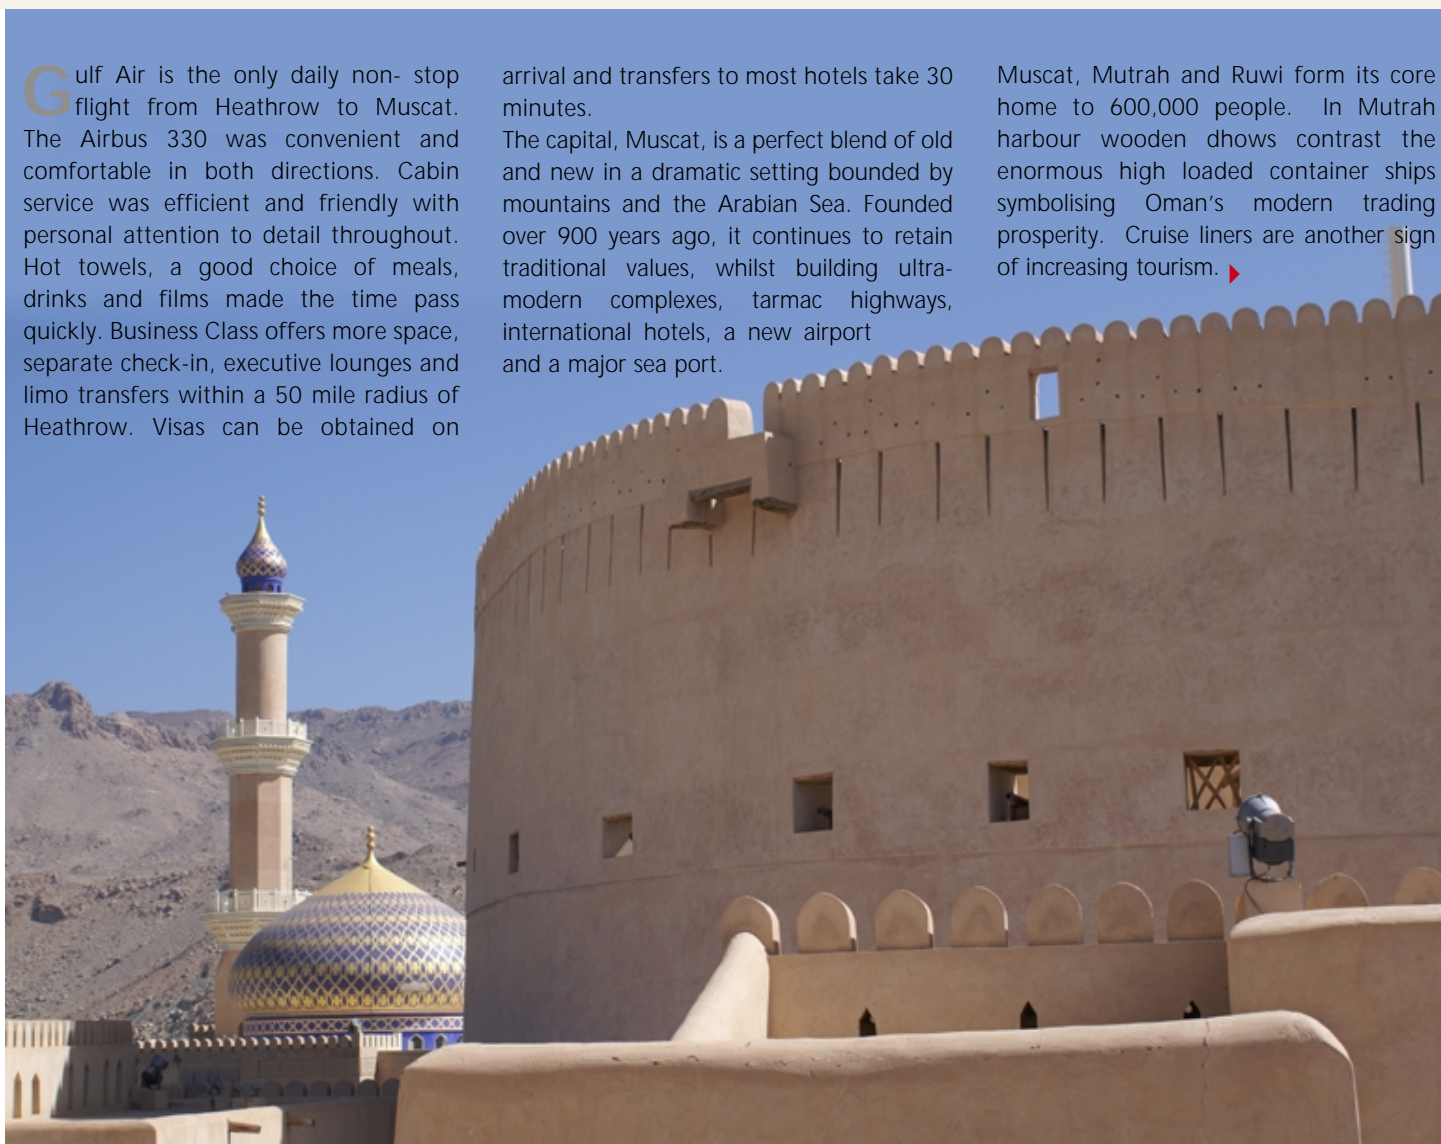 Gulf Air is the only daily non- stop
flight from Heathrow to Muscat.
The Airbus 330 was convenient and
comfortable in both directions. Cabin
service was efficient and friendly with
personal attention to detail throughout.
Hot towels, a good choice of meals,
drinks and films made the time pass
quickly. Business Class offers more space,
separate check-in, executive lounges and
limo transfers within a 50 mile radius of
Heathrow. Visas can be obtained on
arrival and transfers to most hotels take 30
minutes.
The capital, Muscat, is a perfect blend of old
and new in a dramatic setting bounded by
mountains and the Arabian Sea. Founded
over 900 years ago, it continues to retain
traditional values, whilst building ultra-
modern complexes, tarmac highways,
international hotels, a new airport
and a major sea port.
Muscat, Mutrah and Ruwi form its core
home to 600,000 people. In Mutrah
harbour wooden dhows contrast the
enormous high loaded container ships
symbolising Oman's modern trading
prosperity. Cruise liners are another sign
of increasing tourism.